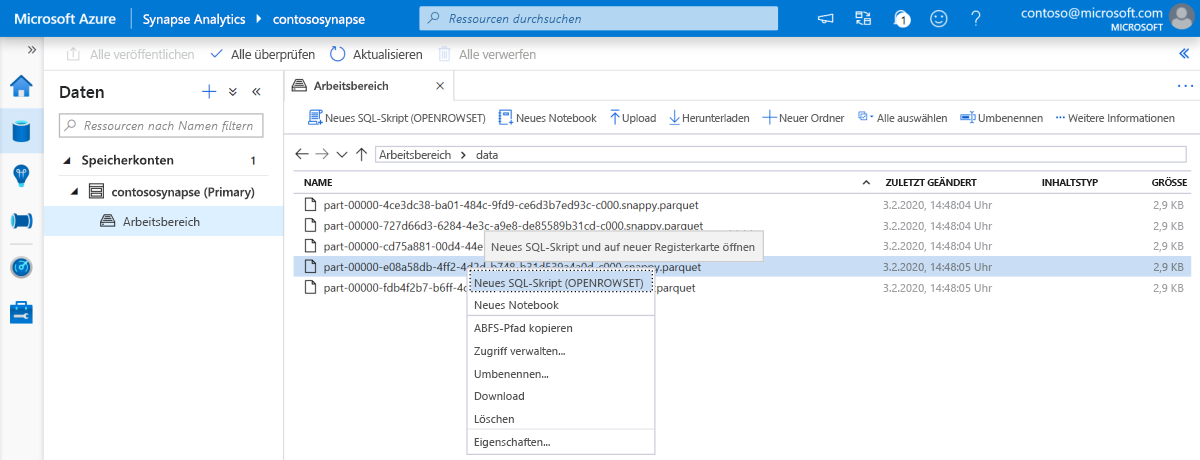 Microsoft Azure Synapse Analytics contososynapse Ressourcen durchsuchen 1 ? contoso@microsoft.com
MICROSOFT
Alle veröffentlichen Alle überprüfen Aktualisieren Alle verwerfen
Daten
Ressourcen nach Namen filtern
Speicherkonten 1
contososynapse (Primary)
Arbeitsbereich
Arbeitsbereich
Neues SQL-Skript (OPENROWSET) Neues Notebook Upload Herunterladen Neuer Ordner Alle auswählen Umbenennen Weitere Informationen
Arbeitsbereich > data
NAME ZULETZT GEÄNDERT INHALTSTYP GRÖSSE
part-00000-4ce3dc38-ba01-484c-9fd9-ce6d3b7ed93c-c000.snappy.parquet 3.2.2020, 14:48:04 Uhr 2,9 KB
part-00000-727d66d3-6284-4e3c-a9e8-de85589b31cd-c000.snappy.parquet 3.2.2020, 14:48:04 Uhr 2,9 KB
part-00000-cd75a881-00d4-44e 3.2.2020, 14:48:04 Uhr 2,9 KB
Neues SQL-Skript und auf neuer Registerkarte öffnen
part-00000-e08a58db-4ff2-4d2d-b748-b31d539a4a0d-c000.snappy.parquet 3.2.2020, 14:48:05 Uhr 2,9 KB
part-00000-fdb4f2b7-b6ff-4c .parquet 3.2.2020, 14:48:05 Uhr 2,9 KB
Neues SQL-Skript (OPENROWSET)
Neues Notebook
ABFS-Pfad kopieren
Zugriff verwalten...
Umbenennen...
Download
Löschen
Eigenschaften...